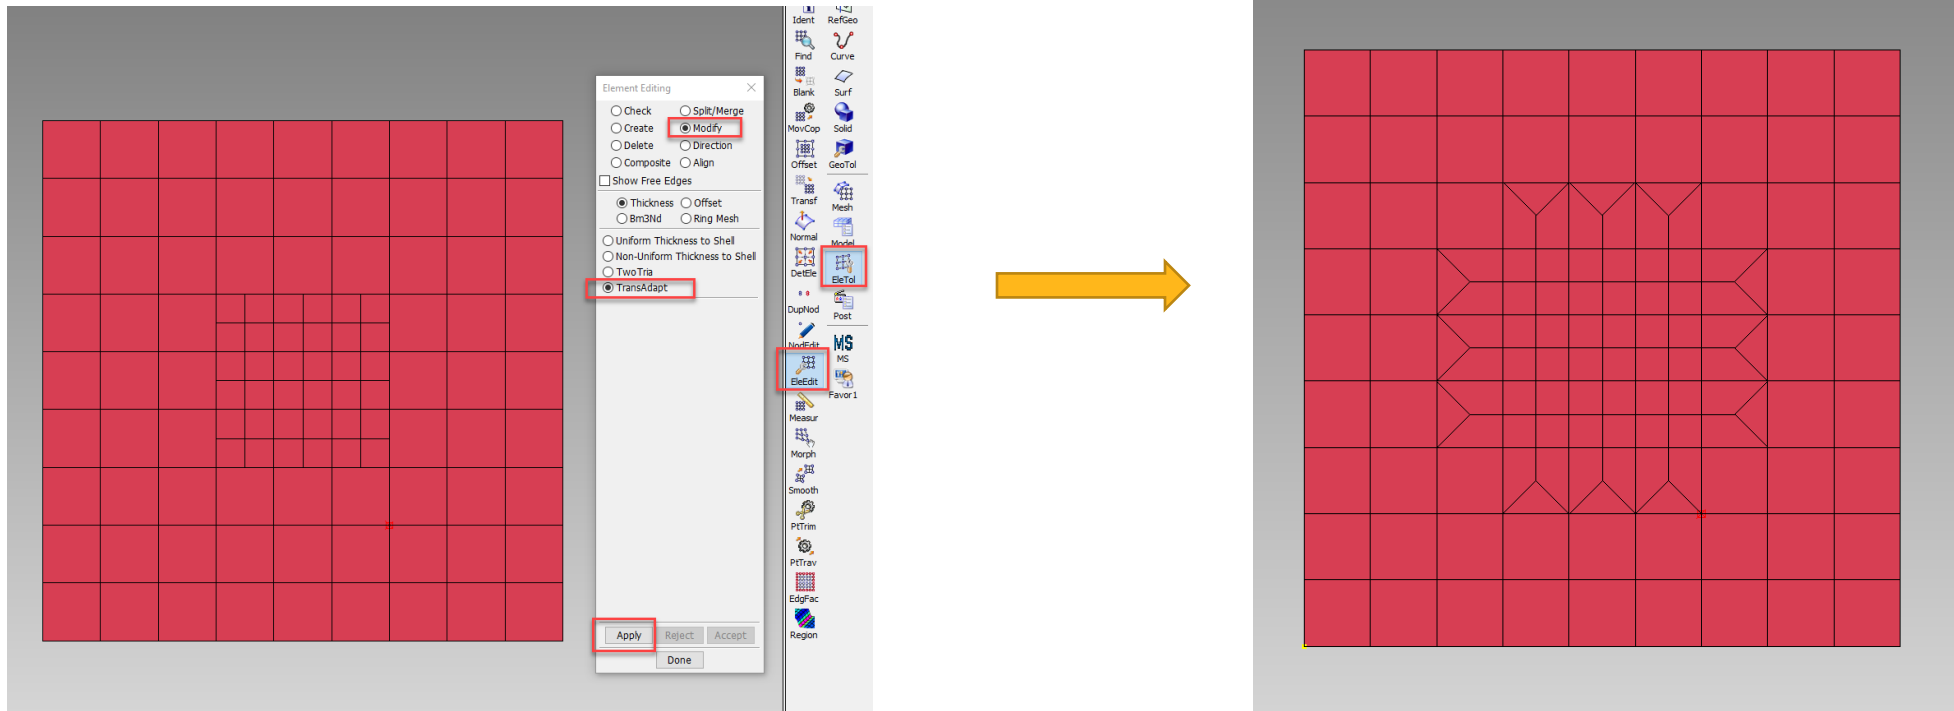 Element Editing
Check Split/Merge
Create Modify
Delete Direction
Composite Align
Show Free Edges
Thickness Offset
Bm3Nd Ring Mesh
Uniform Thickness to Shell
Non-Uniform Thickness to Shell
TwoTria
TransAdapt
Apply Reject Accept
Done
Ident RefGeo
Find Curve
Blank Surf
MovCop Solid
Offset GeoTol
Transf Mesh
Normal Model
DetEle EleTol
DupNod Post
NodEdit MS
MS
EleEdit Favor1
Measur
Morph
Smooth
PtTrim
PtTrav
EdgFac
Region